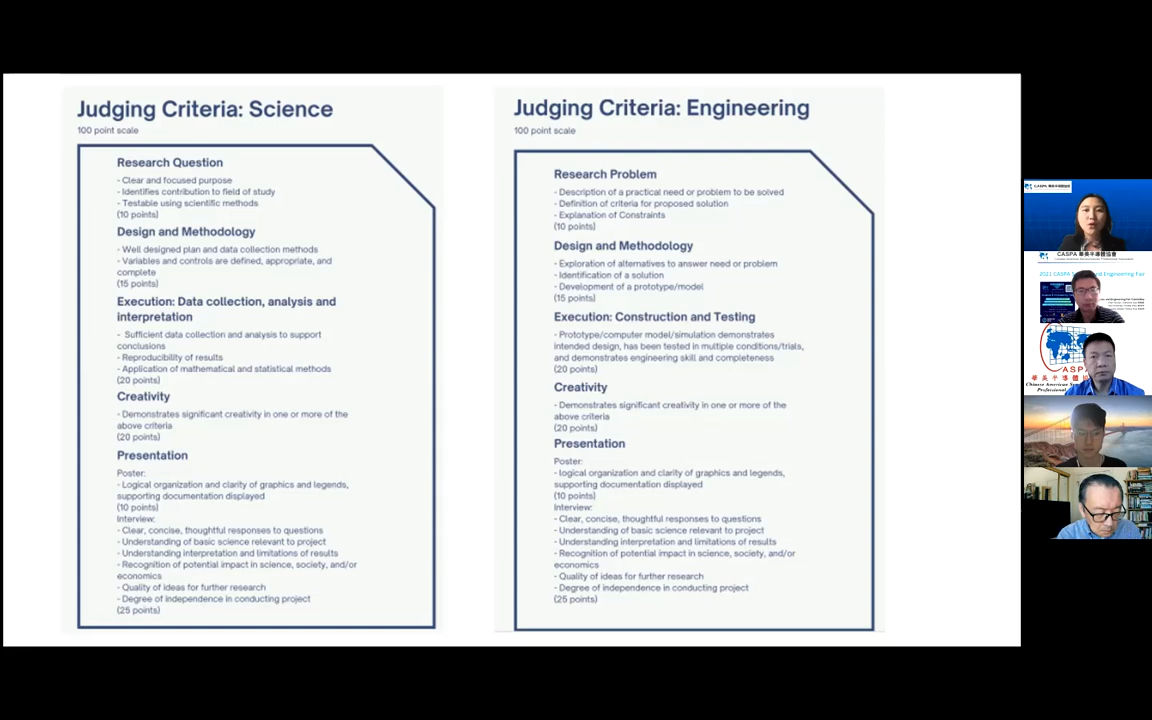 Judging Criteria: Science
100 point scale
Research Question
- Clear and focused purpose
- Identifies contribution to field of study
- Testable using scientific methods
(10 points)
Design and Methodology
- Well designed plan and data collection methods
- Variables and controls are defined, appropriate, and
complete
(15 points)
Execution: Data collection, analysis and
interpretation
- Sufficient data collection and analysis to support
conclusions
- Reproducibility of results
- Application of mathematical and statistical methods
(20 points)
Creativity
- Demonstrates significant creativity in one or more of the
above criteria
(20 points)
Presentation
Poster:
- Logical organization and clarity of graphics and legends,
supporting documentation displayed
(10 points)
Interview:
- Clear, concise, thoughtful responses to questions
- Understanding of basic science relevant to project
- Understanding interpretation and limitations of results
- Recognition of potential impact in science, society, and/or
economics
- Quality of ideas for further research
- Degree of independence in conducting project
(25 points)
Judging Criteria: Engineering
100 point scale
Research Problem
- Description of a practical need or problem to be solved
- Definition of criteria for proposed solution
- Explanation of Constraints
(10 points)
Design and Methodology
- Exploration of alternatives to answer need or problem
- Identification of a solution
- Development of a prototype/model
(15 points)
Execution: Construction and Testing
- Prototype/computer model/simulation demonstrates
intended design, has been tested in multiple conditions/trials,
and demonstrates engineering skill and completeness
(20 points)
Creativity
- Demonstrates significant creativity in one or more of the
above criteria
(20 points)
Presentation
Poster:
- logical organization and clarity of graphics and legends,
supporting documentation displayed
(10 points)
Interview:
- Clear, concise, thoughtful responses to questions
- Understanding of basic science relevant to project
- Understanding interpretation and limitations of results
- Recognition of potential impact in science, society, and/or
economics
- Quality of ideas for further research
- Degree of independence in conducting project
(25 points)
CASPA 華美半導體協會
CASPA 華美半導體協會
2021 CASPA S nd Engineering Fair
ASPA
華美半導體
Chinese American Se
Professional